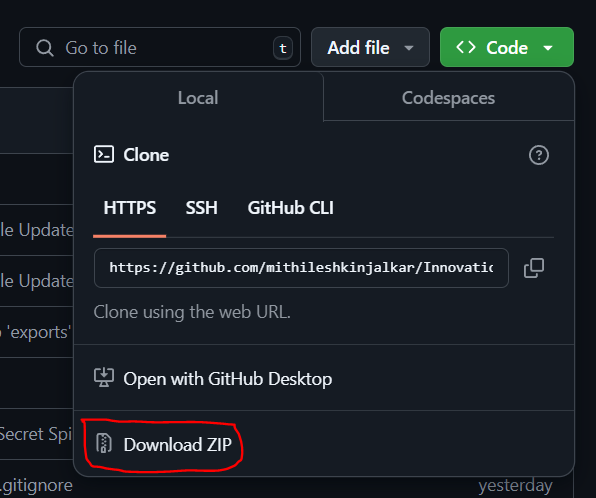 Go to file
t
Add file
Code
Local
Codespaces
Clone
HTTPS
SSH
GitHub CLI
le Update
https://github.com/mithileshkinjalkar/Innovatio
le Update
Clone using the web URL.
'exports'
Open with GitHub Desktop
Secret Spi
Download ZIP
.gitignore
yesterday